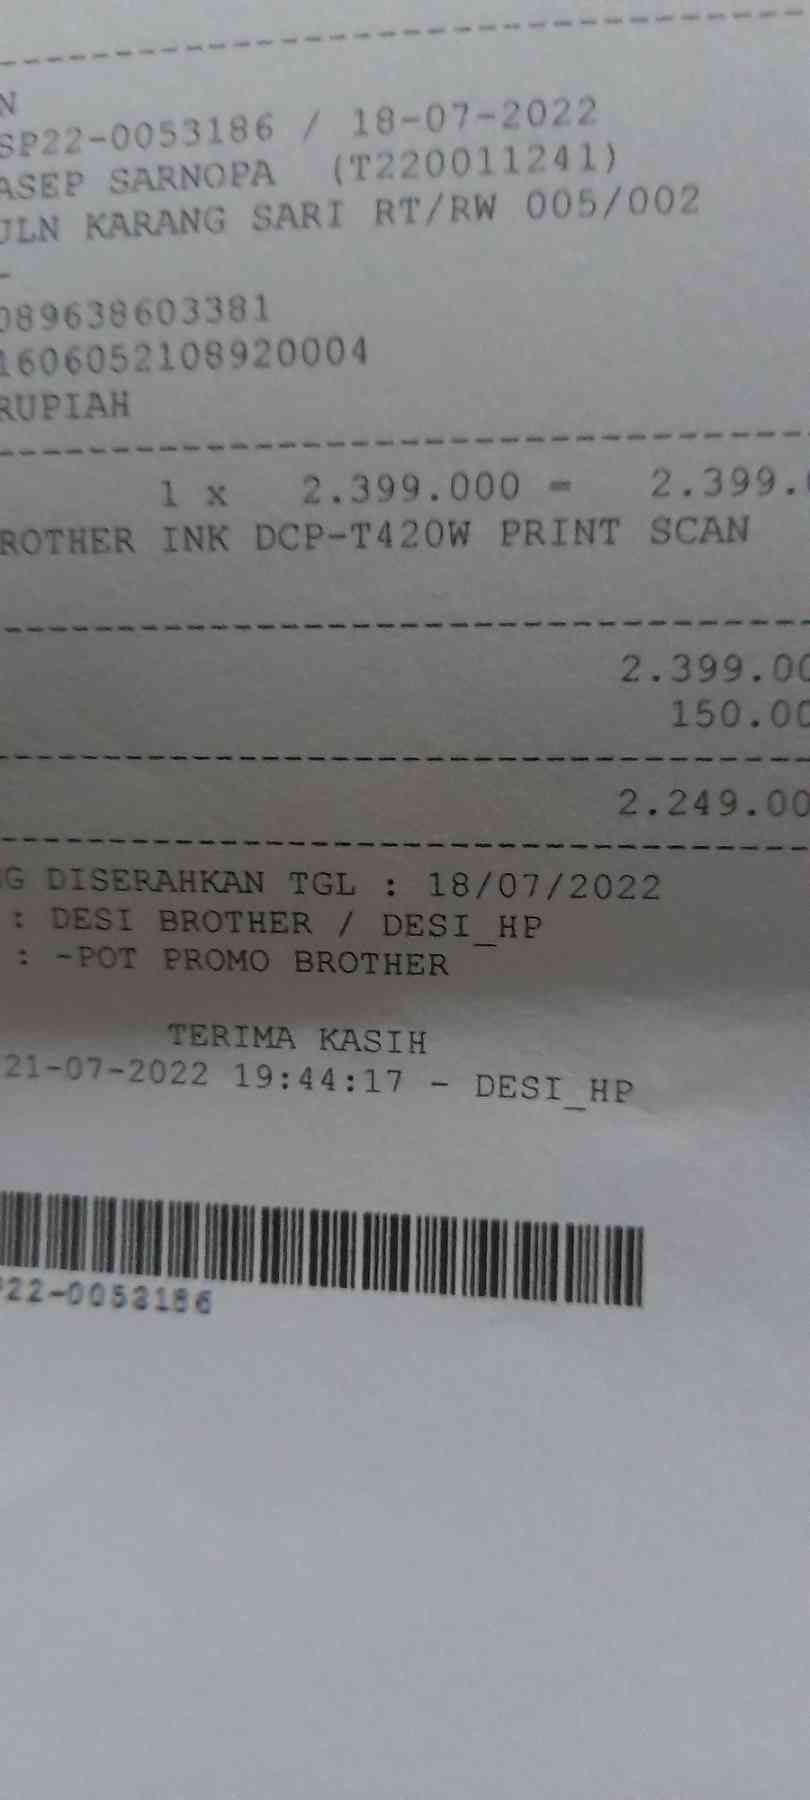 N
SP22-0053186 / 18-07-2022
ASEP SARNOPA (T220011241)
JLN KARANG SARI RT/RW 005/002
-
089638603381
1606052108920004
RUPIAH
1 x 2.399.000 = 2.399.0
ROTHER INK DCP-T420W PRINT SCAN
2.399.00
150.00
2.249.00
G DISERAHKAN TGL : 18/07/2022
: DESI BROTHER / DESI_HP
: ~POT PROMO BROTHER
TERIMA KASIH
21-07-2022 19:44:17 - DESI_HP
P22-0053186